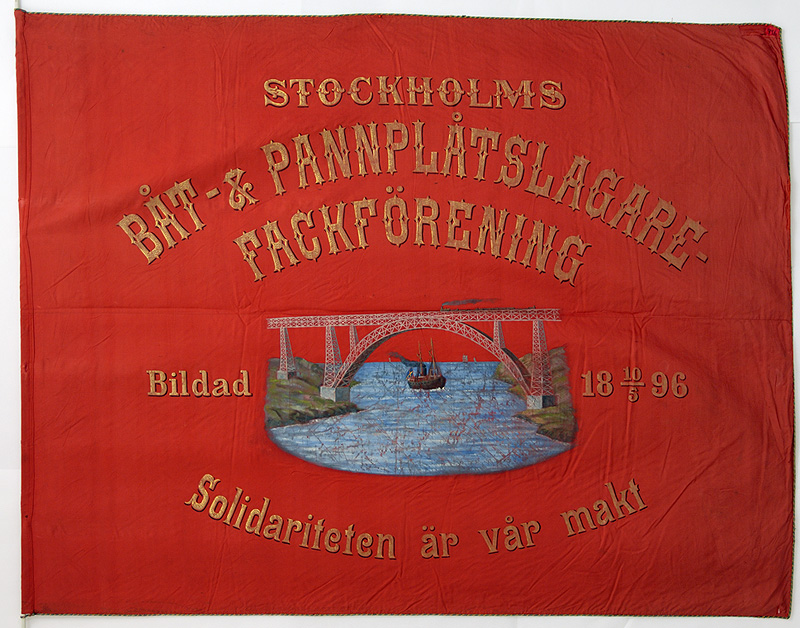 STOCKHOLMS
BÅT- & PANNPLÅTSLAGARE-
FACKFÖRENING
Bildad 18 10/5 96
Solidariteten är vår makt